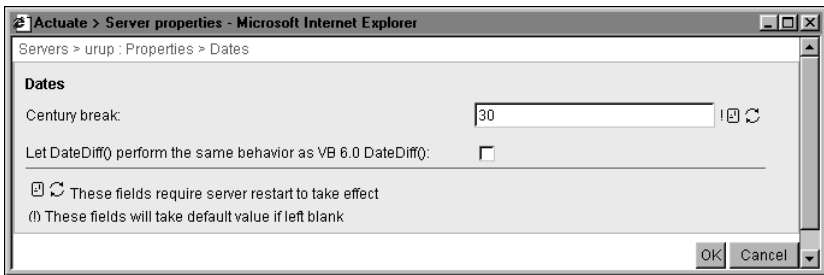 Actuate > Server properties - Microsoft Internet Explorer
Servers > urup : Properties > Dates
Dates
Century break:
30
!
Let DateDiff() perform the same behavior as VB 6.0 DateDiff():
These fields require server restart to take effect
(!) These fields will take default value if left blank
OK
Cancel